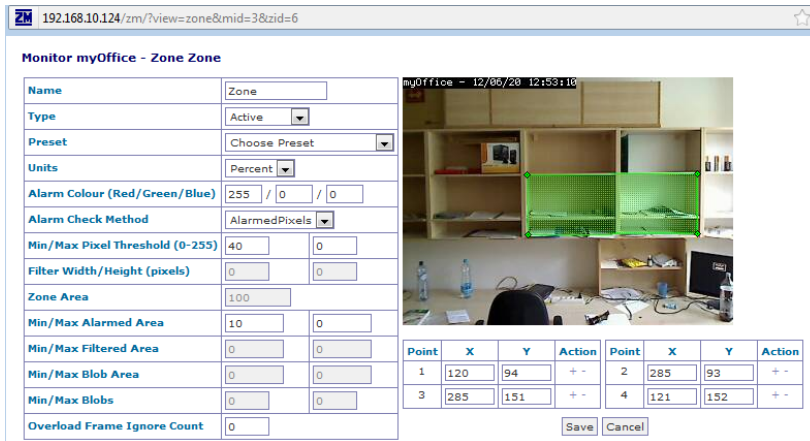 ZM 192.168.10.124/zm/?view=zone&mid=3&zid=6
Monitor myOffice - Zone Zone
Name Zone
Type Active
Preset Choose Preset
Units Percent
Alarm Colour (Red/Green/Blue) 255 / 0 / 0
Alarm Check Method AlarmedPixels
Min/Max Pixel Threshold (0-255) 40 0
Filter Width/Height (pixels) 0 0
Zone Area 100
Min/Max Alarmed Area 10 0
Min/Max Filtered Area 0 0
Min/Max Blob Area 0 0
Min/Max Blobs 0 0
Overload Frame Ignore Count 0
myOffice - 12/06/20 12:53:10
Point X Y Action Point X Y Action
1 120 94 + - 2 285 93 + -
3 285 151 + - 4 121 152 + -
Save Cancel